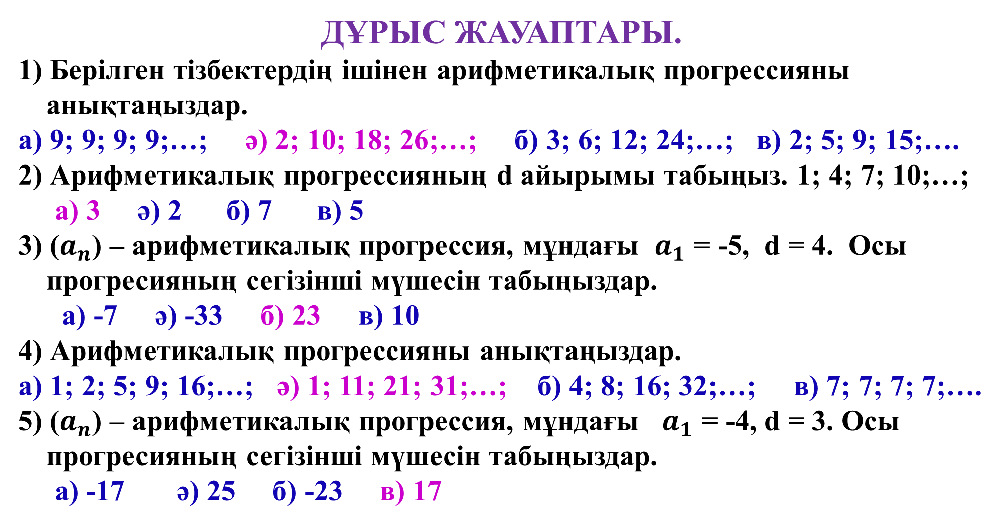 ДҰРЫС ЖАУАПТАРЫ.
1) Берілген тізбектердің ішінен арифметикалық прогрессияны
анықтаңыздар.
а) 9; 9; 9; 9;…; ә) 2; 10; 18; 26;…; б) 3; 6; 12; 24;…; в) 2; 5; 9; 15;….
2) Арифметикалық прогрессияның d айырымы табыңыз. 1; 4; 7; 10;…;
а) 3 ә) 2 б) 7 в) 5
3) (𝒂ₙ) – арифметикалық прогрессия, мұндағы 𝒂₁ = -5, d = 4. Осы
прогресияның сегізінші мүшесін табыңыздар.
а) -7 ә) -33 б) 23 в) 10
4) Арифметикалық прогрессияны анықтаңыздар.
а) 1; 2; 5; 9; 16;…; ә) 1; 11; 21; 31;…; б) 4; 8; 16; 32;…; в) 7; 7; 7; 7;….
5) (𝒂ₙ) – арифметикалық прогрессия, мұндағы 𝒂₁ = -4, d = 3. Осы
прогресияның сегізінші мүшесін табыңыздар.
а) -17 ә) 25 б) -23 в) 17